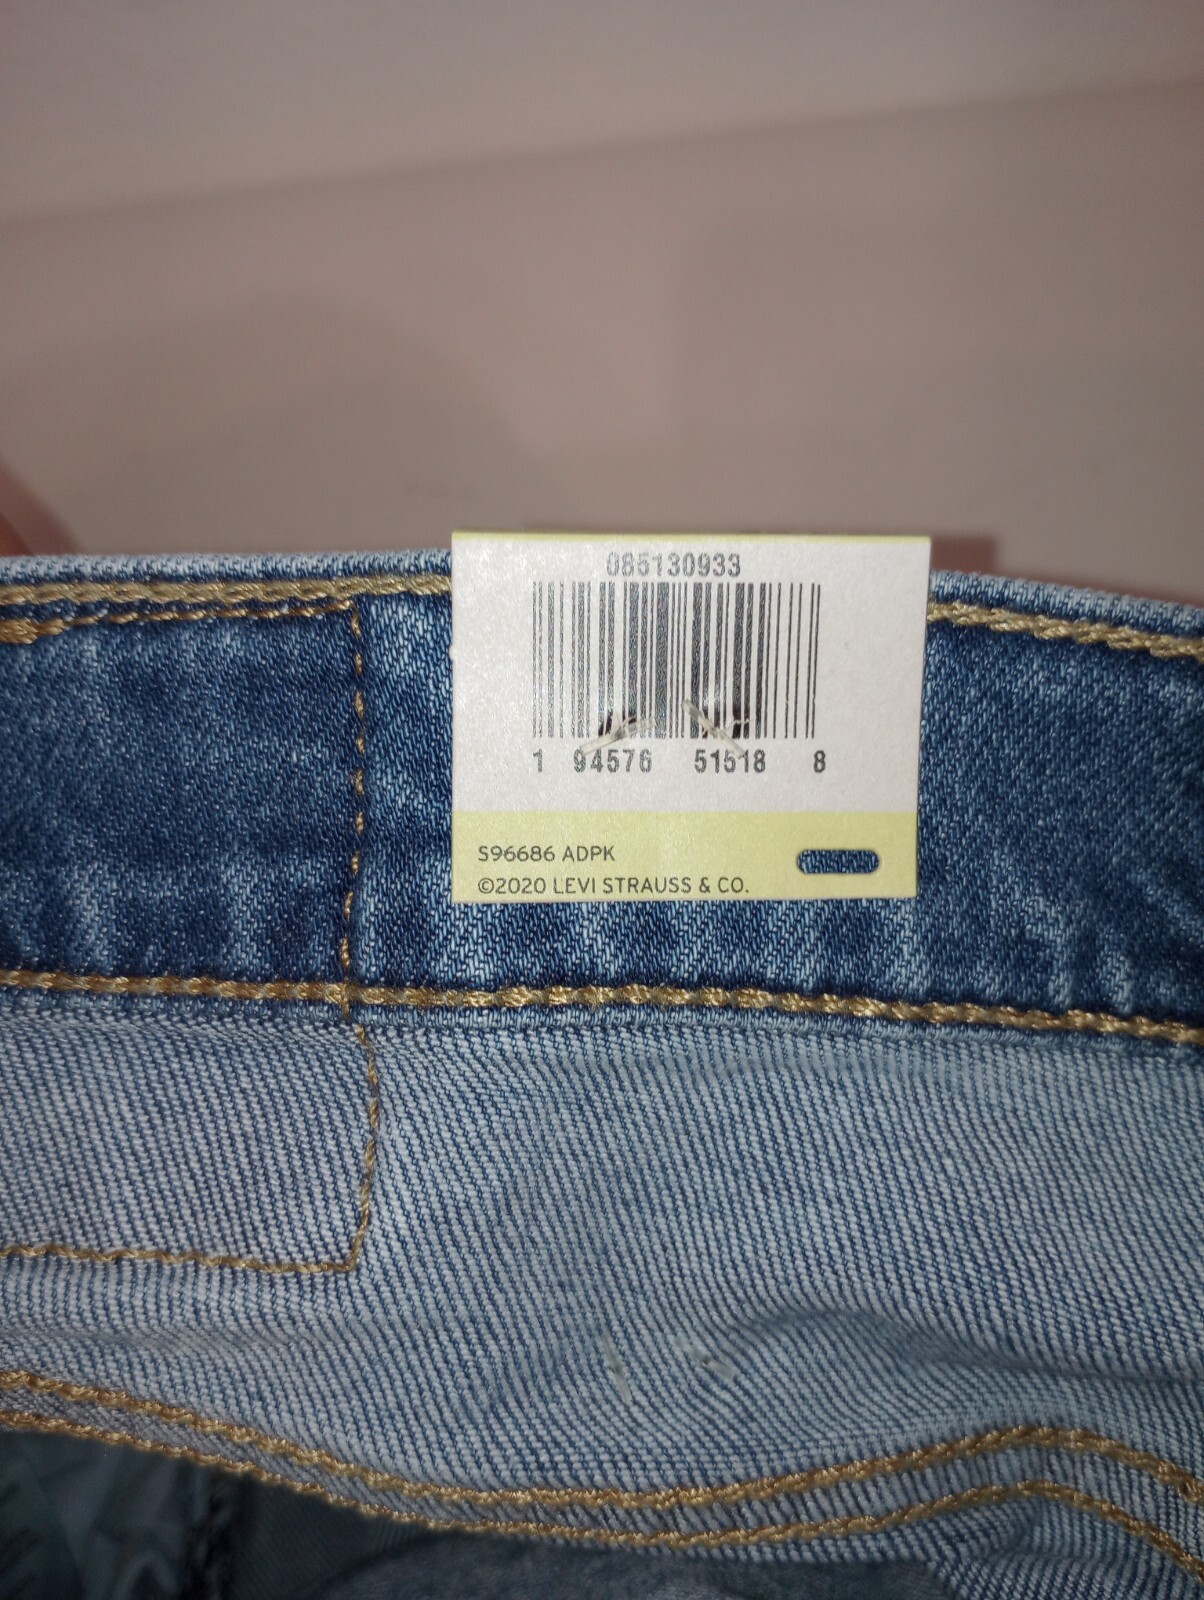 085130933
1 94576 51518 8
S96686 ADPK
©2020 LEVI STRAUSS & CO.